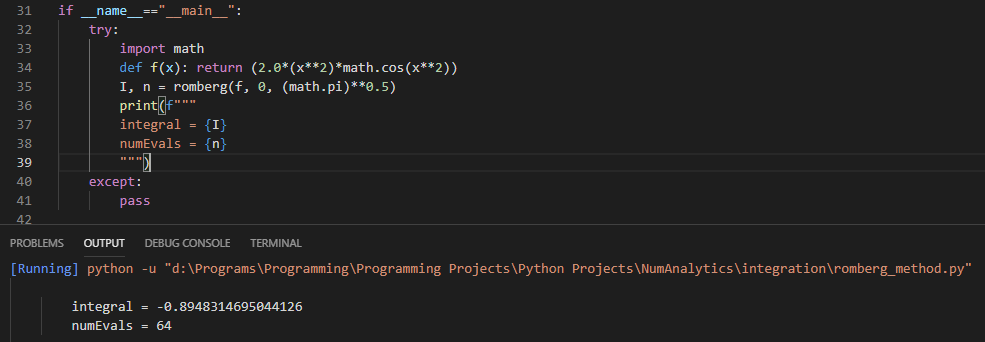 31 if __name__=="__main__":
32     try:
33         import math
34         def f(x): return (2.0*(x**2)*math.cos(x**2))
35         I, n = romberg(f, 0, (math.pi)**0.5)
36         print(f"""
37         integral = {I}
38         numEvals = {n}
39         """)
40     except:
41         pass
42
PROBLEMS OUTPUT DEBUG CONSOLE TERMINAL
[Running] python -u "d:\Programs\Programming\Programming Projects\Python Projects\NumAnalytics\integration\romberg_method.py"
        integral = -0.8948314695044126
        numEvals = 64